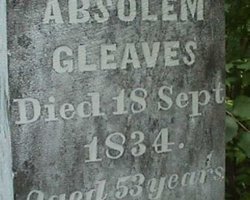 ABSOLEM
GLEAVES
Died 18 Sept
1834.
Aged 53 years